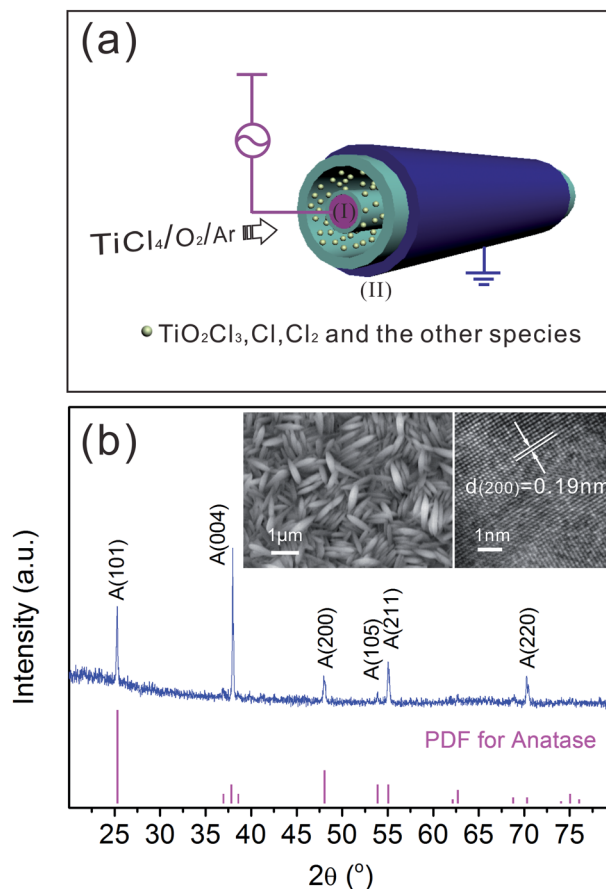 (a)
(I)
TiCl₄/O₂/Ar
(II)
TiO₂Cl₃,Cl,Cl₂ and the other species
(b)
A(101)
A(004)
A(200)
A(105)
A(211)
A(220)
1μm
d(200)=0.19nm
1nm
Intensity (a.u.)
PDF for Anatase
25 30 35 40 45 50 55 60 65 70 75
2θ (°)